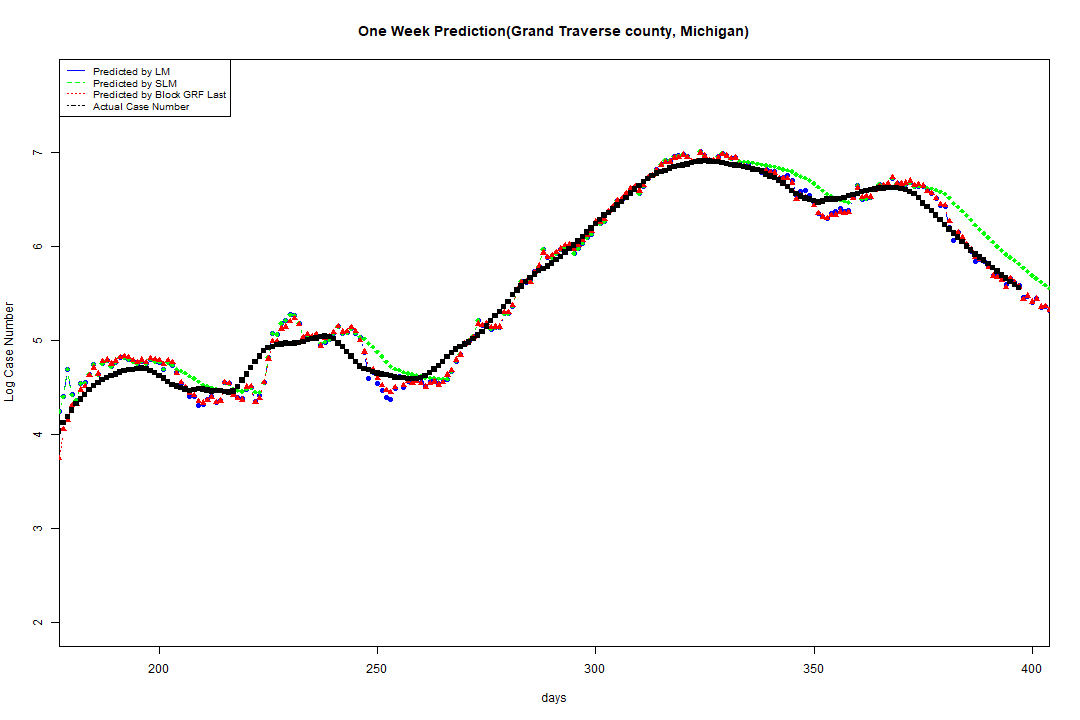 One Week Prediction(Grand Traverse county, Michigan)
Predicted by LM
Predicted by SLM
Predicted by Block GRF Last
Actual Case Number
Log Case Number
7
6
5
4
3
2
200 250 300 350 400
days